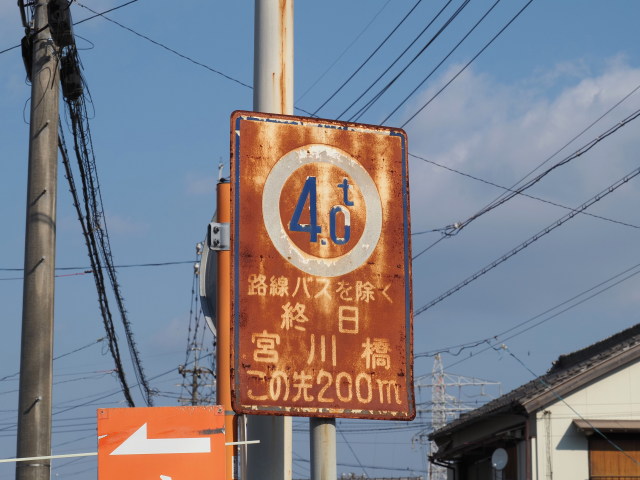 4.0t
路線バスを除く
終日
宮川橋
この先200m